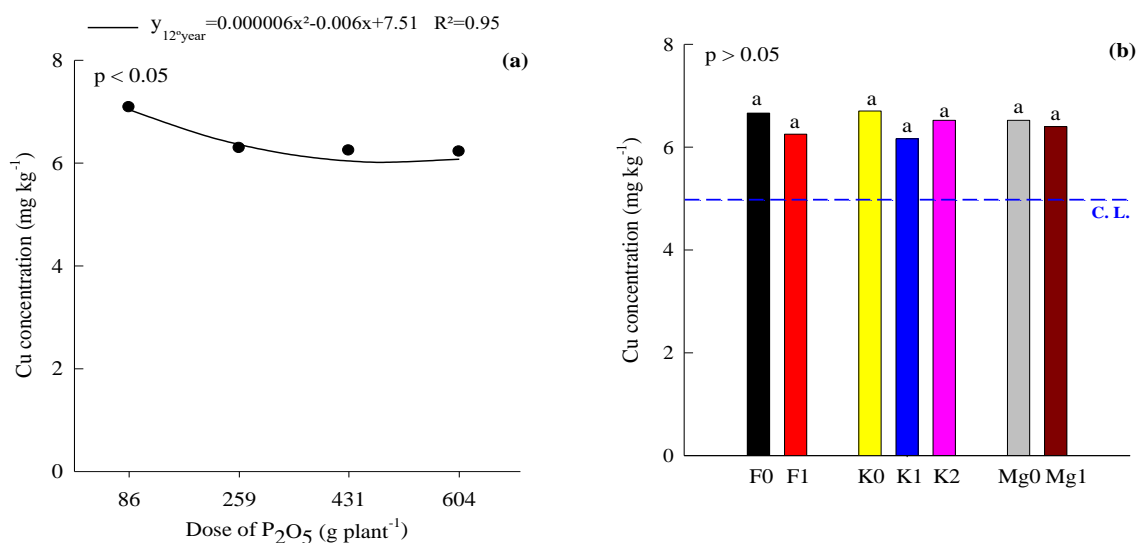 y₁₂ₒyear=0.000006x²-0.006x+7.51 R²=0.95
(a)
p < 0.05
Cu concentration (mg kg⁻¹)
8
6
4
2
0
86 259 431 604
Dose of P₂O₅ (g plant⁻¹)
(b)
p > 0.05
Cu concentration (mg kg⁻¹)
8
6
4
2
0
a a a a a a a
C. L.
F0 F1 K0 K1 K2 Mg0 Mg1